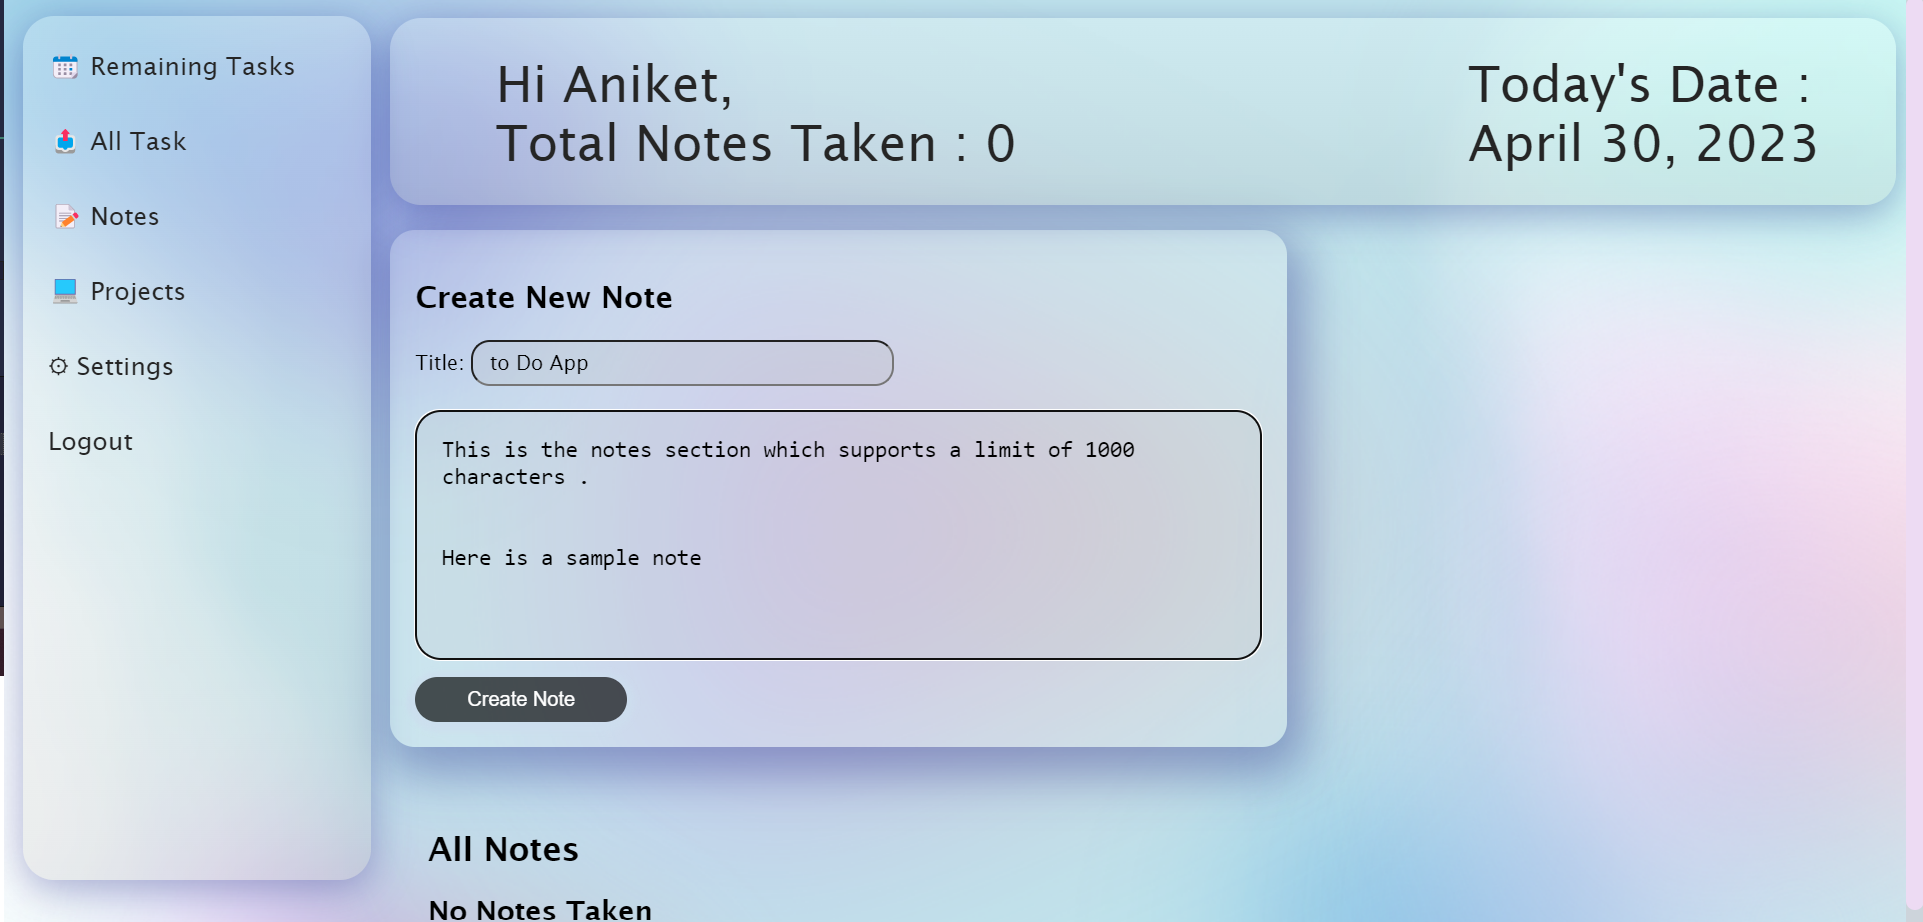 Remaining Tasks
All Task
Notes
Projects
Settings
Logout
Hi Aniket,
Total Notes Taken : 0
Today's Date :
April 30, 2023
Create New Note
Title: to Do App
This is the notes section which supports a limit of 1000
characters .
Here is a sample note
Create Note
All Notes
No Notes Taken